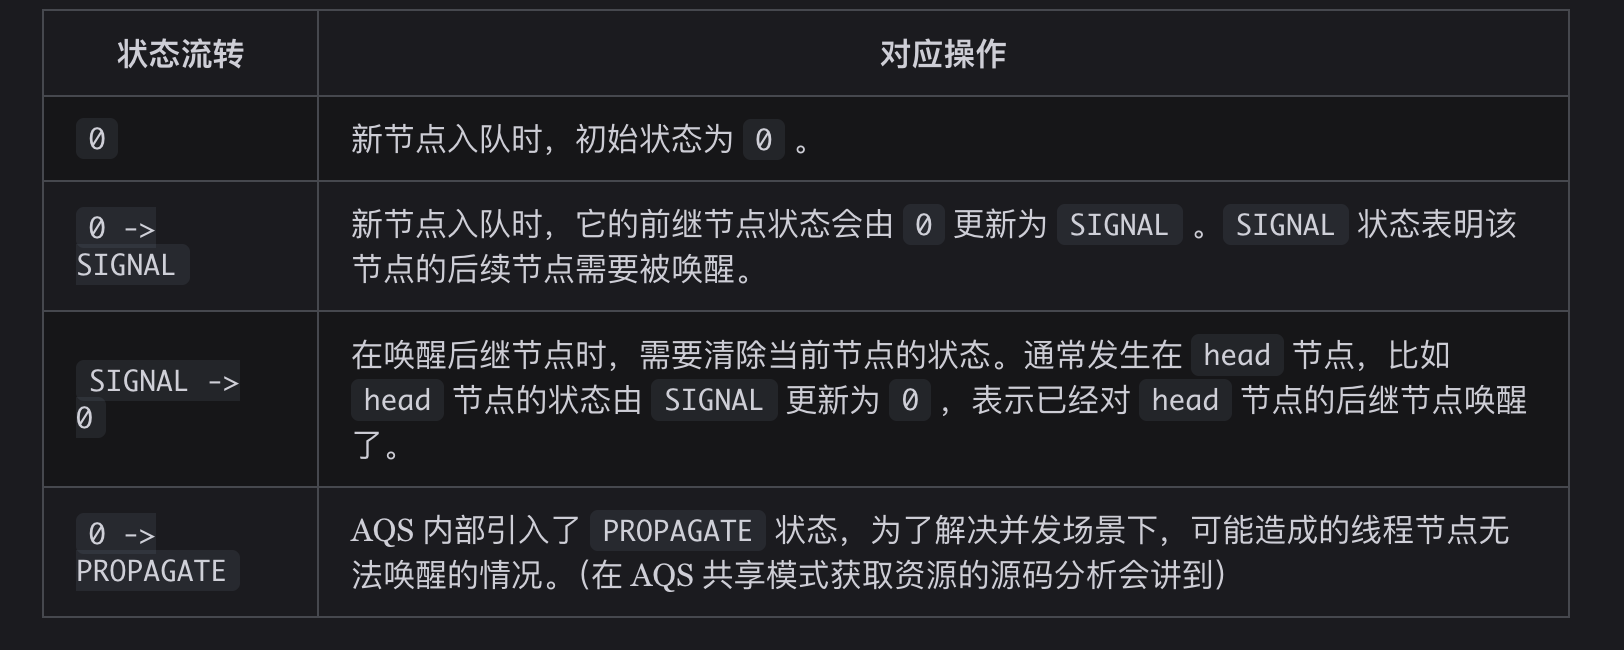 状态流转
对应操作
0
新节点入队时，初始状态为 0 。
0 ->
SIGNAL
新节点入队时，它的前继节点状态会由 0 更新为 SIGNAL 。 SIGNAL 状态表明该
节点的后续节点需要被唤醒。
SIGNAL ->
0
在唤醒后继节点时，需要清除当前节点的状态。通常发生在 head 节点，比如
head 节点的状态由 SIGNAL 更新为 0 ，表示已经对 head 节点的后继节点唤醒
了。
0 ->
PROPAGATE
AQS 内部引入了 PROPAGATE 状态，为了解决并发场景下，可能造成的线程节点无
法唤醒的情况。（在 AQS 共享模式获取资源的源码分析会讲到）